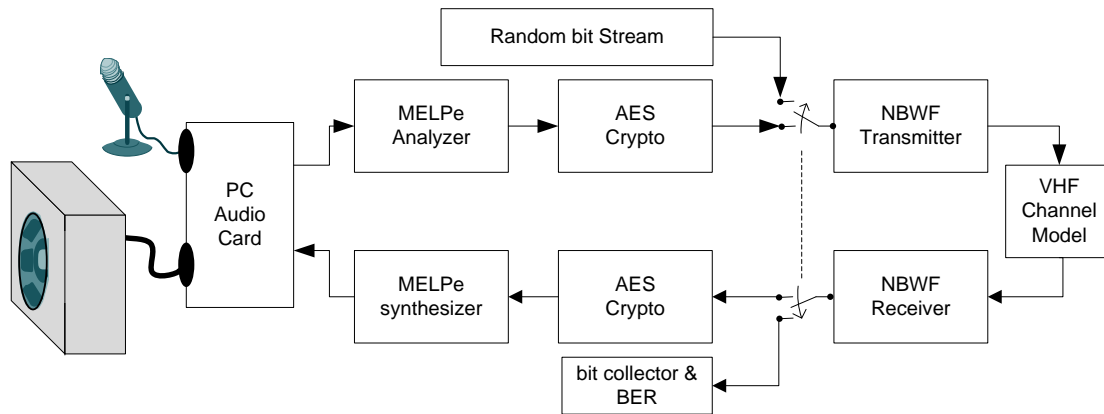 Random bit Stream
MELPe
Analyzer
AES
Crypto
NBWF
Transmitter
PC
Audio
Card
VHF
Channel
Model
MELPe
synthesizer
AES
Crypto
NBWF
Receiver
bit collector &
BER